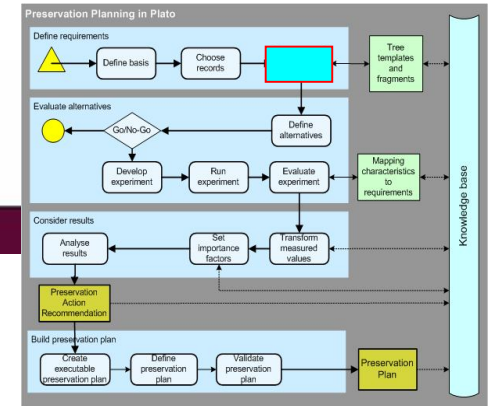 Preservation Planning in Plato
Define requirements
Define basis
Choose
records
Tree
templates
and
fragments
Evaluate alternatives
Go/No-Go
Define
alternatives
Develop
experiment
Run
experiment
Evaluate
experiment
Mapping
characteristics
to
requirements
Knowledge base
Consider results
Analyse
results
Set
importance
factors
Transform
measured
values
Preservation
Action
Recommendation
Build preservation plan
Create
executable
preservation plan
Define
preservation
plan
Validate
preservation
plan
Preservation
Plan